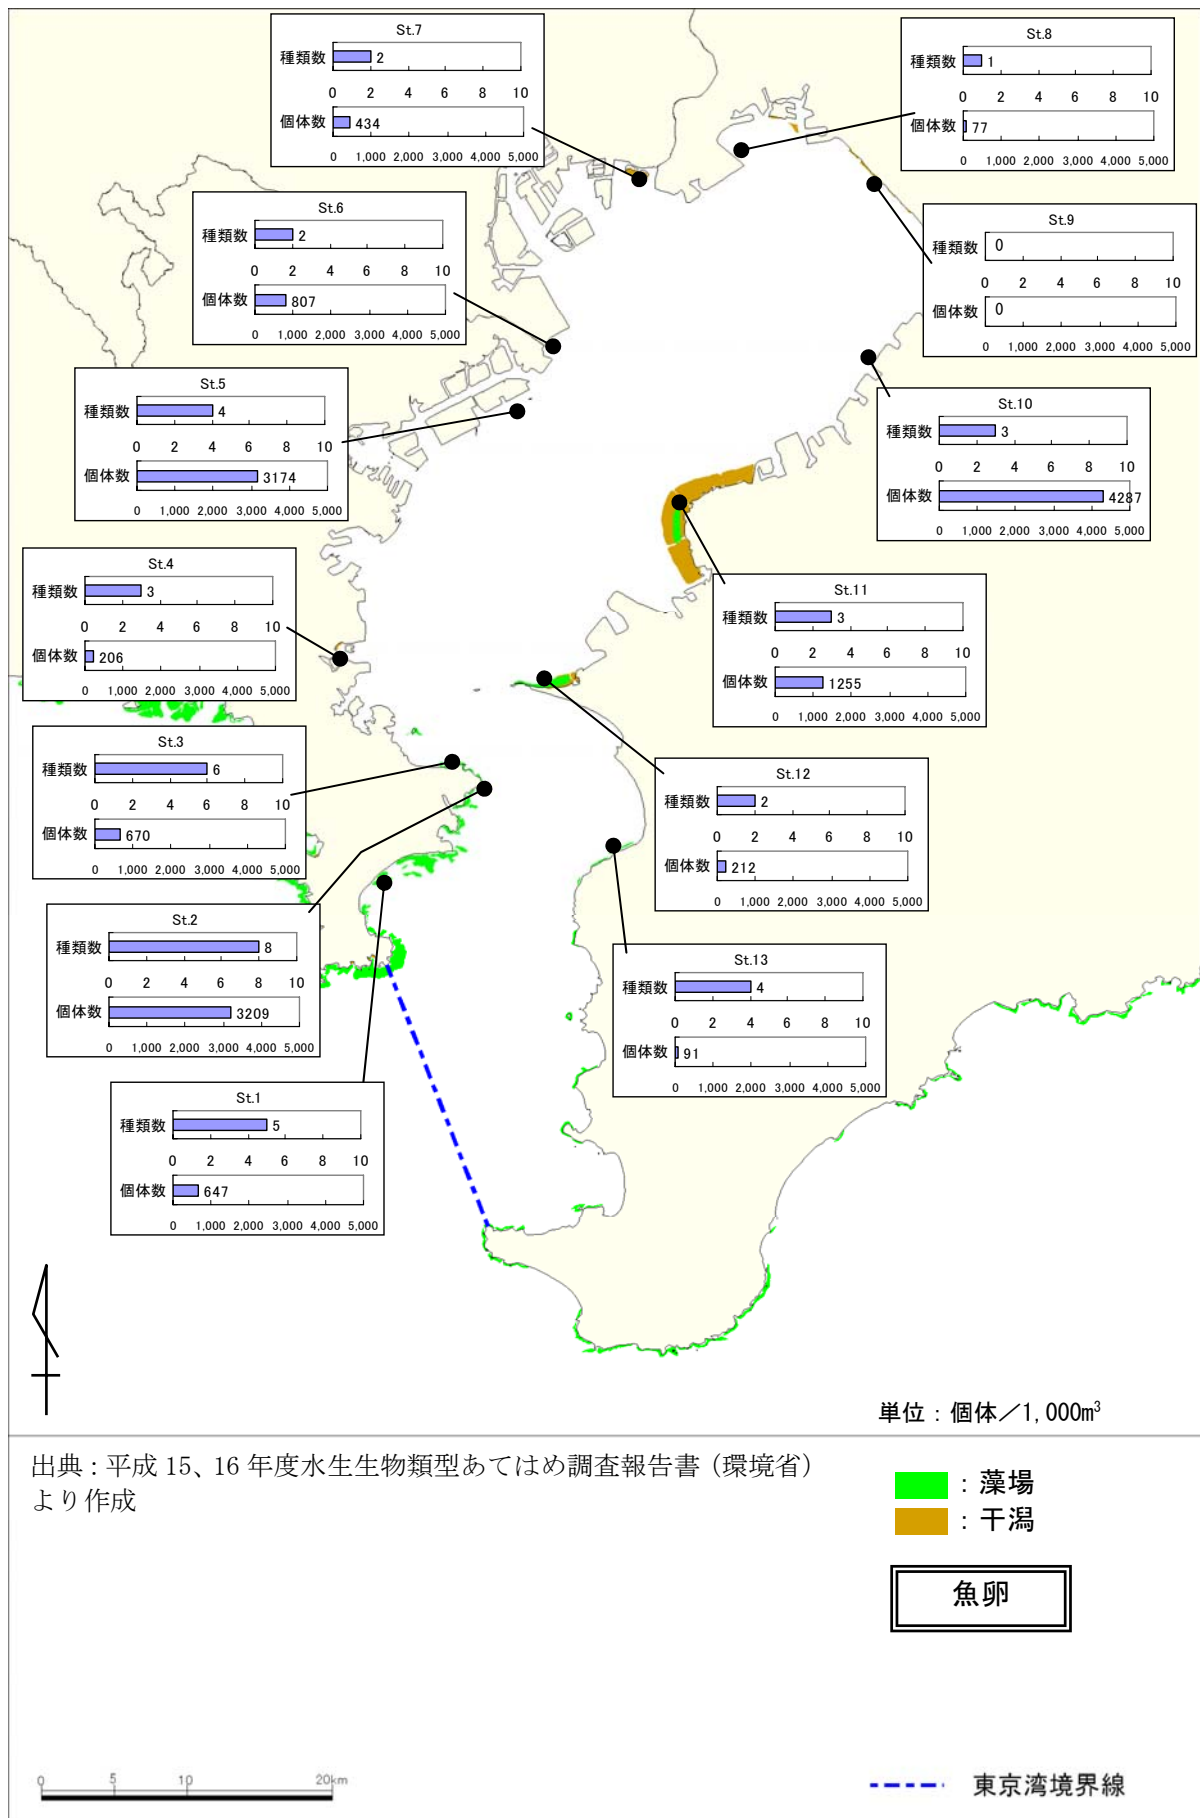 St.7
種類数 2
0 2 4 6 8 10
個体数 434
0 1,000 2,000 3,000 4,000 5,000
St.8
種類数 1
0 2 4 6 8 10
個体数 77
0 1,000 2,000 3,000 4,000 5,000
St.6
種類数 2
0 2 4 6 8 10
個体数 807
0 1,000 2,000 3,000 4,000 5,000
St.9
種類数 0
0 2 4 6 8 10
個体数 0
0 1,000 2,000 3,000 4,000 5,000
St.5
種類数 4
0 2 4 6 8 10
個体数 3174
0 1,000 2,000 3,000 4,000 5,000
St.10
種類数 3
0 2 4 6 8 10
個体数 4287
0 1,000 2,000 3,000 4,000 5,000
St.4
種類数 3
0 2 4 6 8 10
個体数 206
0 1,000 2,000 3,000 4,000 5,000
St.11
種類数 3
0 2 4 6 8 10
個体数 1255
0 1,000 2,000 3,000 4,000 5,000
St.3
種類数 6
0 2 4 6 8 10
個体数 670
0 1,000 2,000 3,000 4,000 5,000
St.12
種類数 2
0 2 4 6 8 10
個体数 212
0 1,000 2,000 3,000 4,000 5,000
St.2
種類数 8
0 2 4 6 8 10
個体数 3209
0 1,000 2,000 3,000 4,000 5,000
St.13
種類数 4
0 2 4 6 8 10
個体数 91
0 1,000 2,000 3,000 4,000 5,000
St.1
種類数 5
0 2 4 6 8 10
個体数 647
0 1,000 2,000 3,000 4,000 5,000
単位：個体／1,000m³
出典：平成 15、16 年度水生生物類型あてはめ調査報告書（環境省）
より作成
：藻場
：干潟
魚卵
0 5 10 20km
東京湾境界線